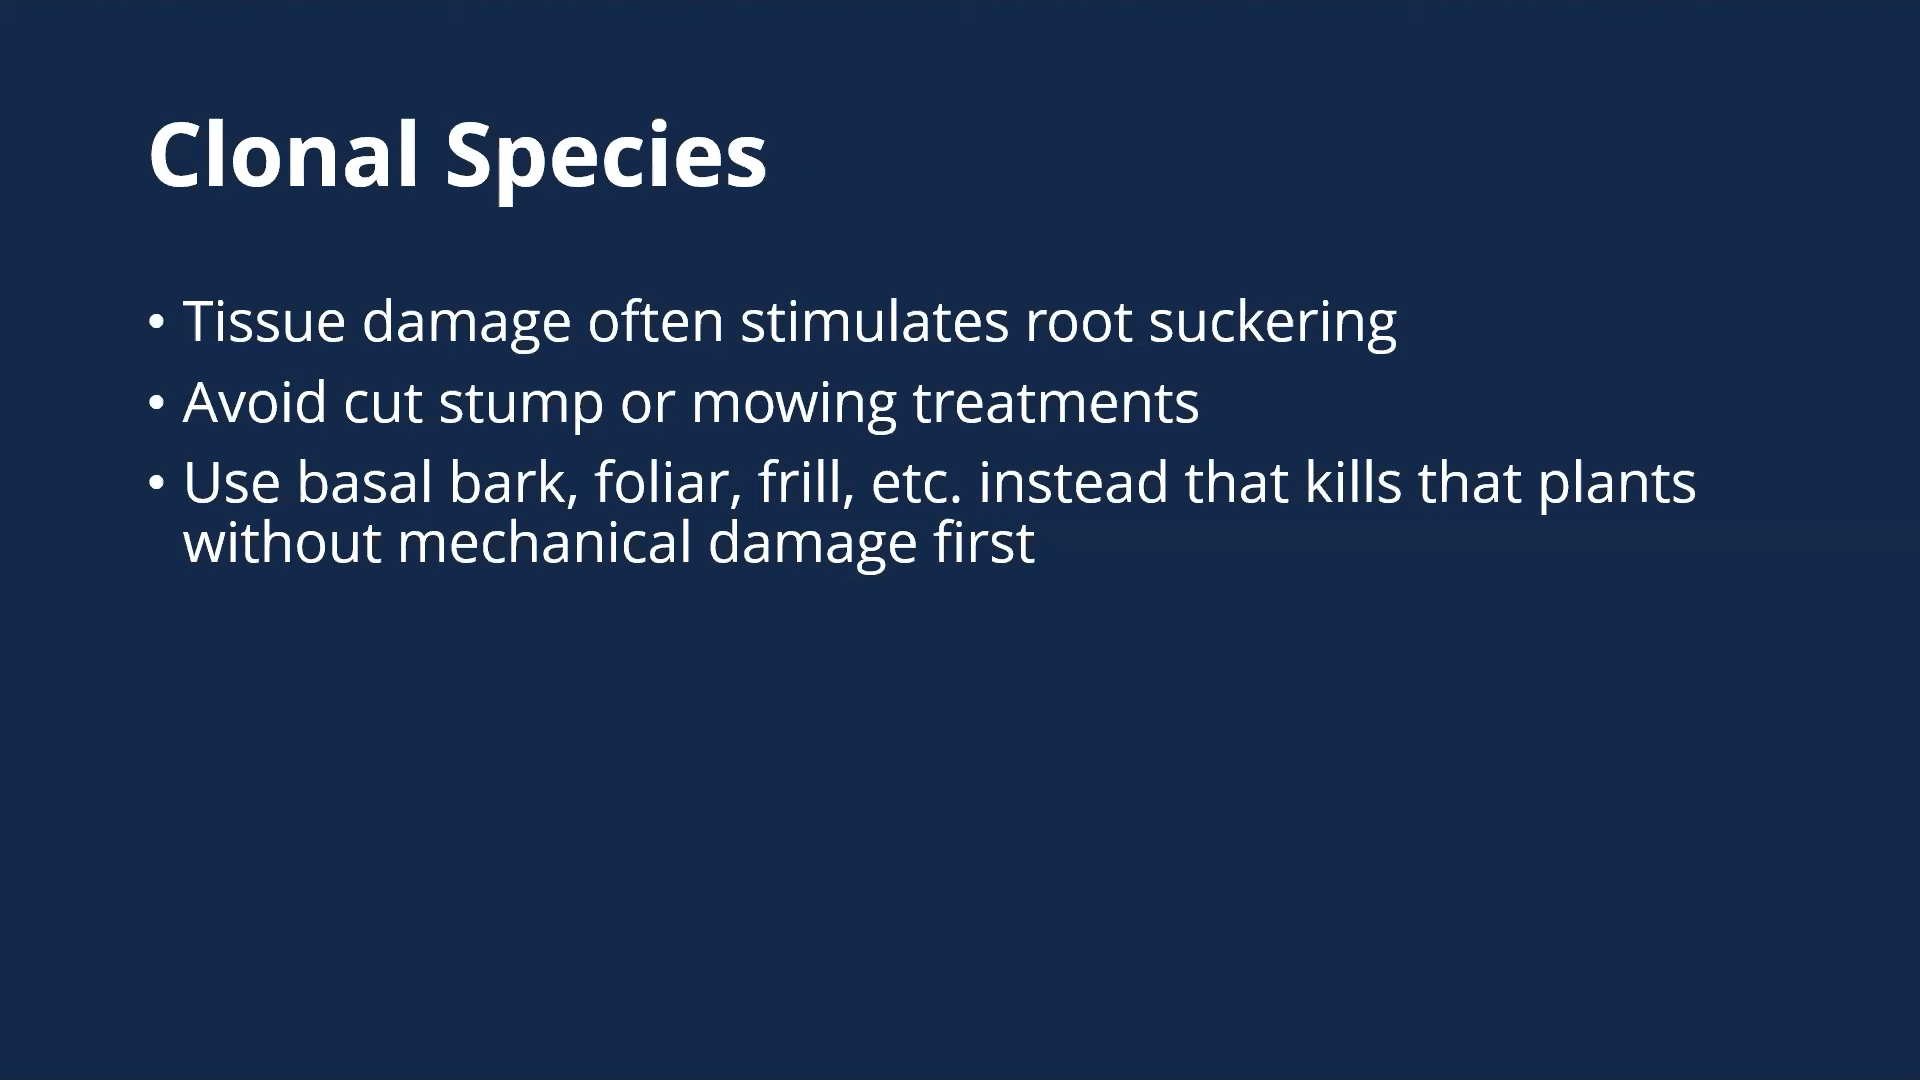 Clonal Species
• Tissue damage often stimulates root suckering
• Avoid cut stump or mowing treatments
• Use basal bark, foliar, frill, etc. instead that kills that plants
without mechanical damage first